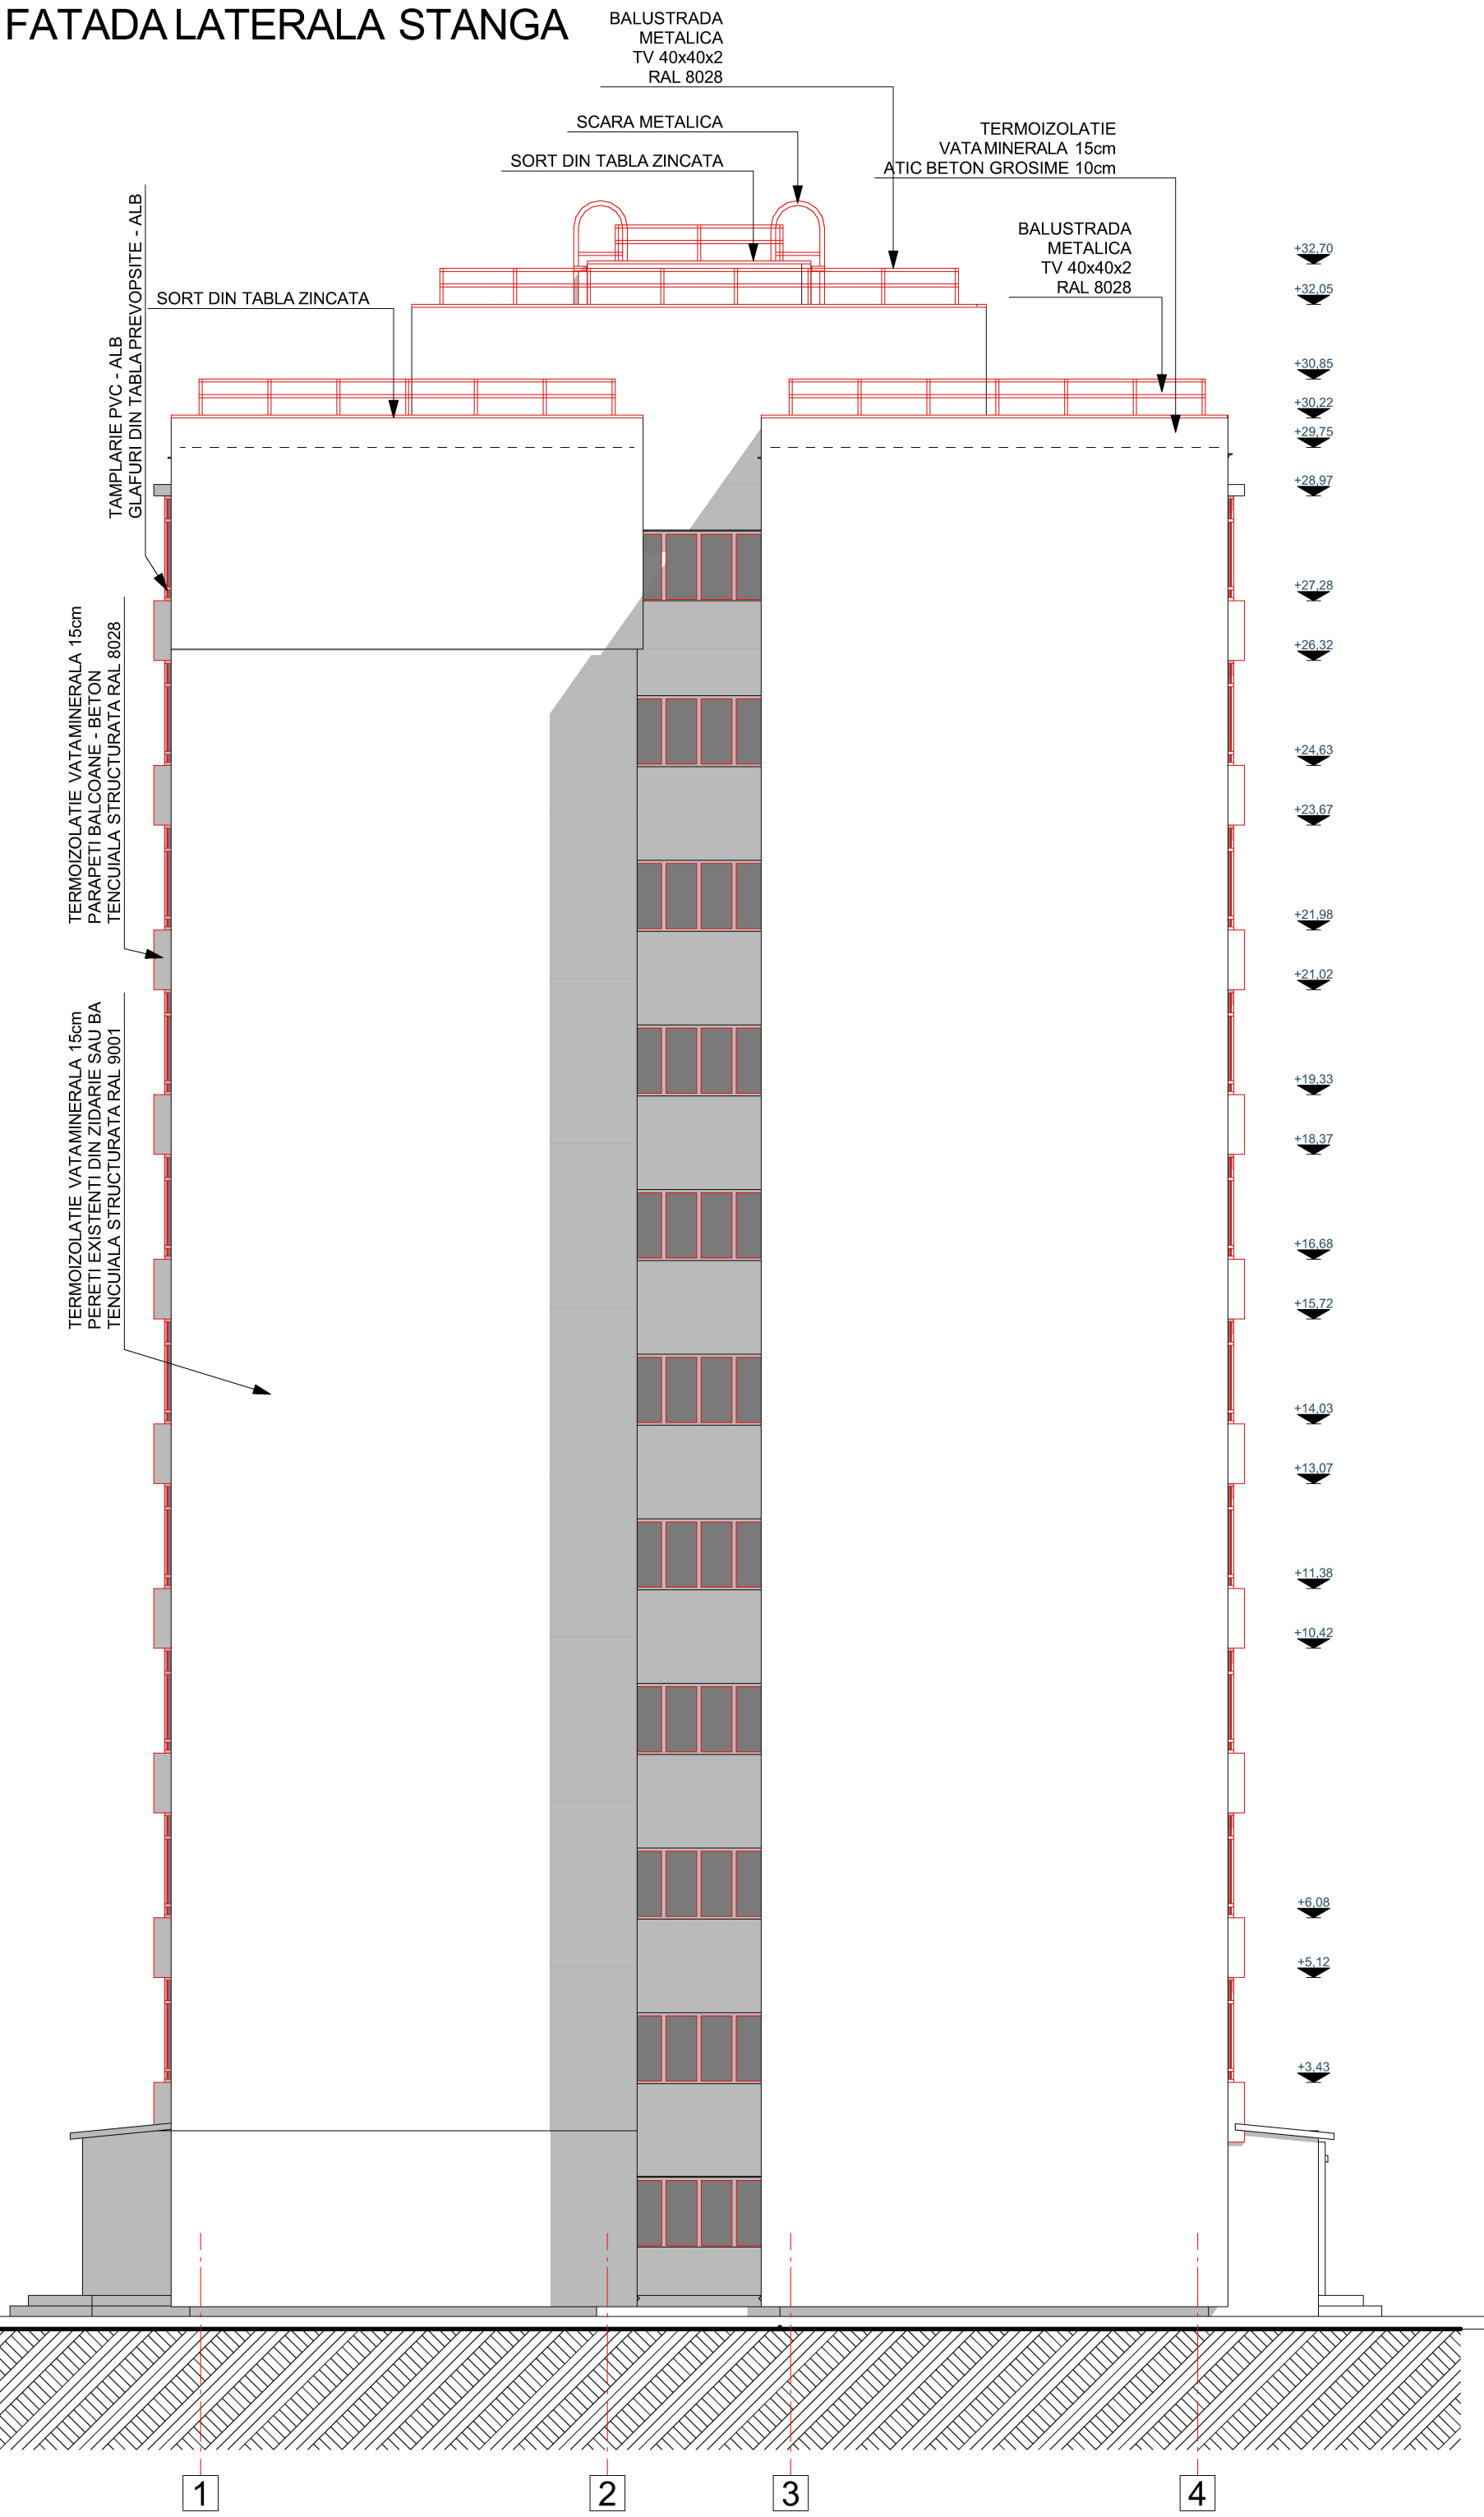 FATADA LATERALA STANGA
BALUSTRADA
METALICA
TV 40x40x2
RAL 8028
SCARA METALICA
SORT DIN TABLA ZINCATA
TERMOIZOLATIE
VATA MINERALA 15cm
ATIC BETON GROSIME 10cm
BALUSTRADA
METALICA
TV 40x40x2
RAL 8028
SORT DIN TABLA ZINCATA
TAMPLARIE PVC - ALB
GLAFURI DIN TABLA PREVOPSITE - ALB
TERMOIZOLATIE VATA MINERALA 15cm
PARAPETI BALCOANE - BETON
TENCUIALA STRUCTURATA RAL 8028
TERMOIZOLATIE VATA MINERALA 15cm
PERETI EXISTENTI DIN ZIDARIE SAU BA
TENCUIALA STRUCTURATA RAL 9001
+32,70
+32,05
+30,85
+30,22
+29,75
+28,97
+27,28
+26,32
+24,63
+23,67
+21,98
+21,02
+19,33
+18,37
+16,68
+15,72
+14,03
+13,07
+11,38
+10,42
+6,08
+5,12
+3,43
1
2
3
4